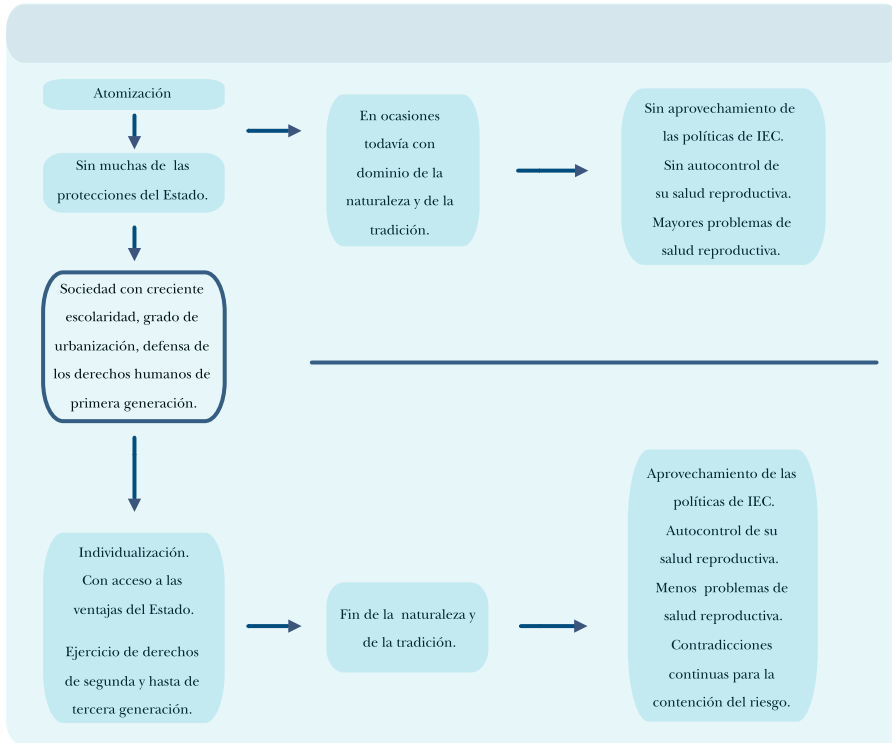 Atomización
Sin muchas de las
protecciones del Estado.
En ocasiones
todavía con
dominio de la
naturaleza y de la
tradición.
Sin aprovechamiento de
las políticas de IEC.
Sin autocontrol de
su salud reproductiva.
Mayores problemas de
salud reproductiva.
Sociedad con creciente
escolaridad, grado de
urbanización, defensa de
los derechos humanos de
primera generación.
Individualización.
Con acceso a las
ventajas del Estado.
Ejercicio de derechos
de segunda y hasta de
tercera generación.
Fin de la naturaleza y
de la tradición.
Aprovechamiento de las
políticas de IEC.
Autocontrol de su
salud reproductiva.
Menos problemas de
salud reproductiva.
Contradicciones
continuas para la
contención del riesgo.